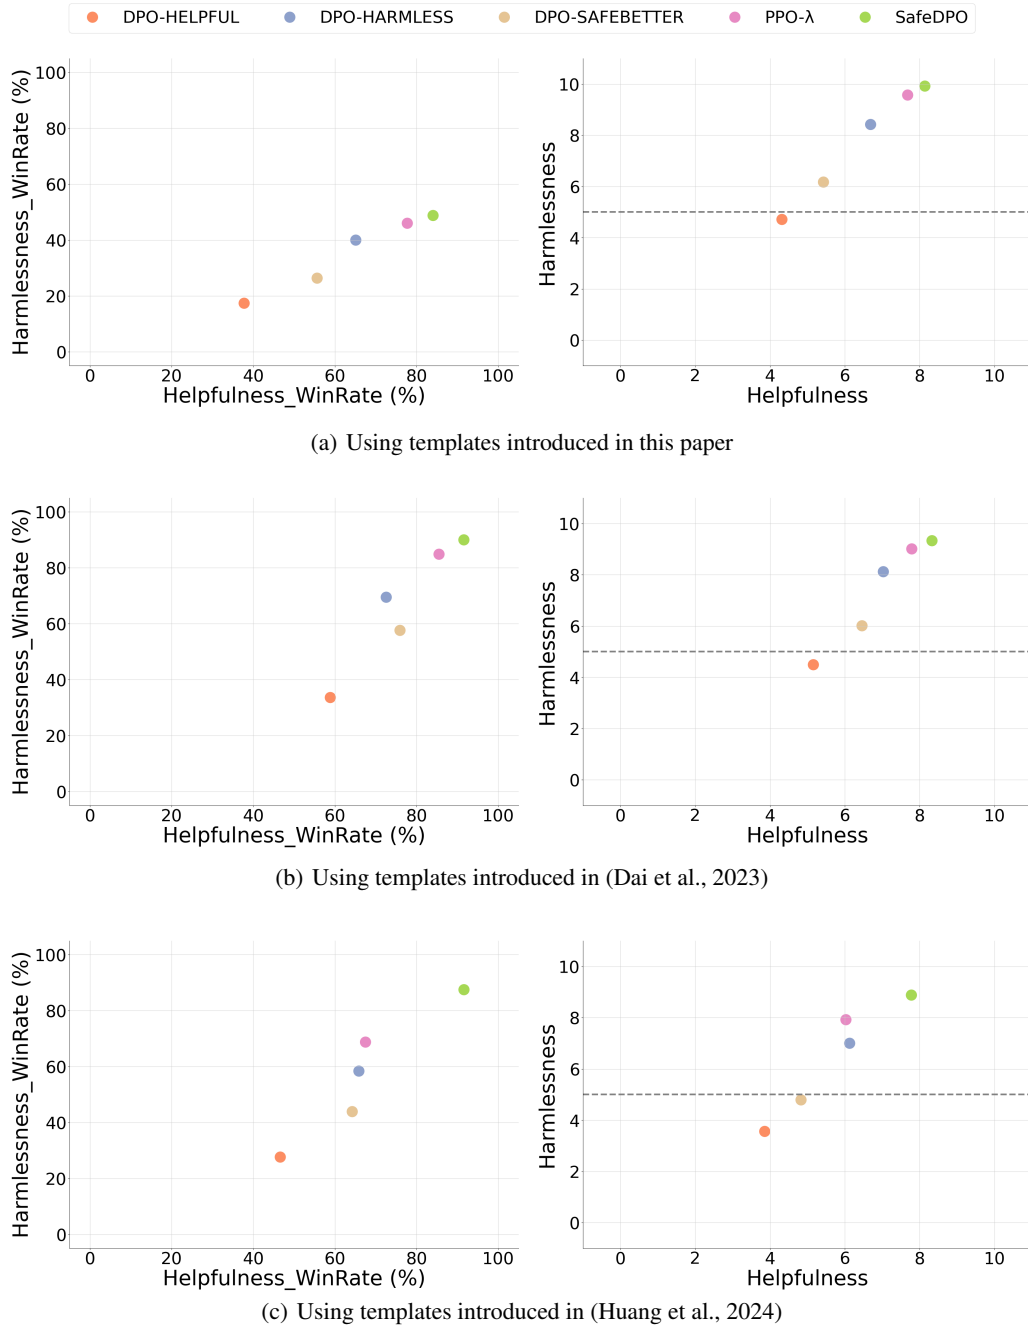 DPO-HELPFUL DPO-HARMLESS DPO-SAFEBETTER PPO-λ SafeDPO
Harmlessness_WinRate (%)
100
80
60
40
20
0
0 20 40 60 80 100
Helpfulness_WinRate (%)
Harmlessness
10
8
6
4
2
0
0 2 4 6 8 10
Helpfulness
(a) Using templates introduced in this paper
Harmlessness_WinRate (%)
100
80
60
40
20
0
0 20 40 60 80 100
Helpfulness_WinRate (%)
Harmlessness
10
8
6
4
2
0
0 2 4 6 8 10
Helpfulness
(b) Using templates introduced in (Dai et al., 2023)
Harmlessness_WinRate (%)
100
80
60
40
20
0
0 20 40 60 80 100
Helpfulness_WinRate (%)
Harmlessness
10
8
6
4
2
0
0 2 4 6 8 10
Helpfulness
(c) Using templates introduced in (Huang et al., 2024)